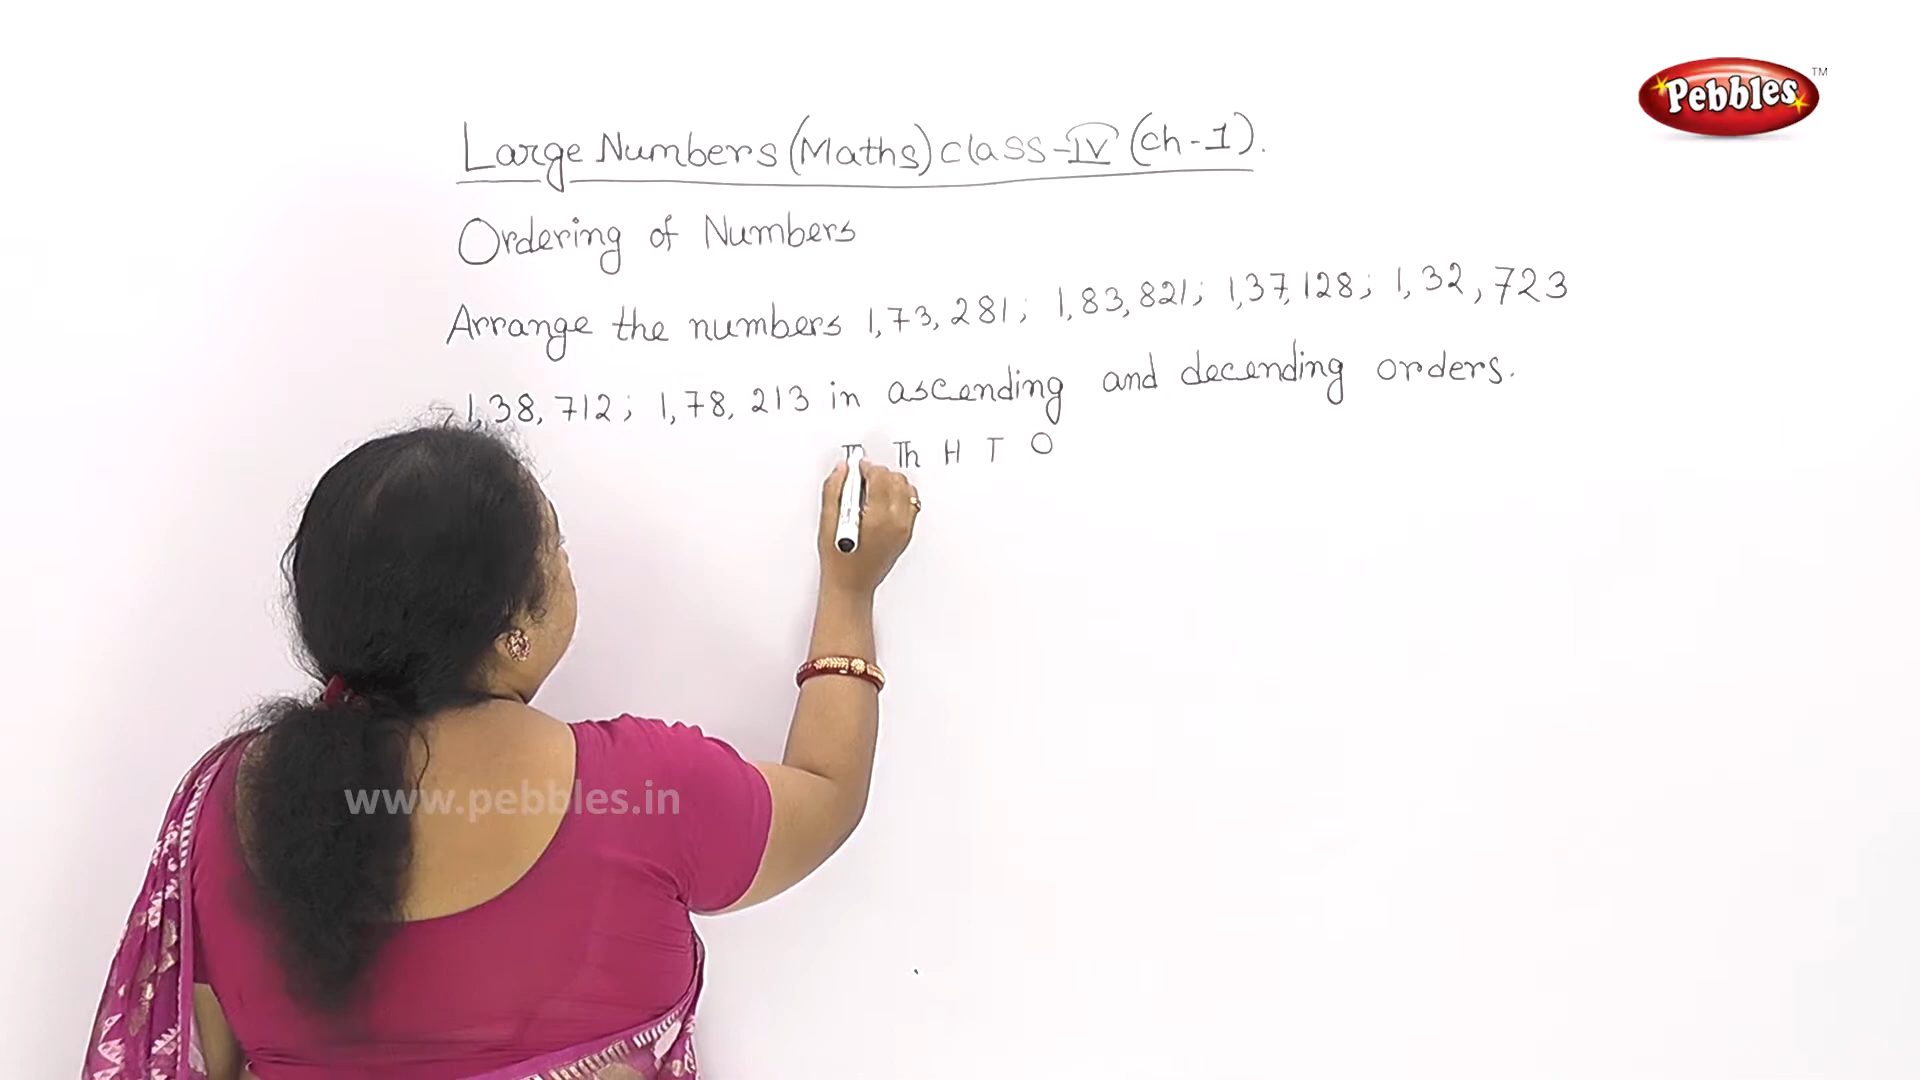 Pebbles TM
Large Numbers (Maths) class-IV (ch-1).
Ordering of Numbers
Arrange the numbers 1,73,281; 1,83,821; 1,37,128; 1,32,723
1,38,712; 1,78,213 in ascending and decending orders.
Th H T O
www.pebbles.in